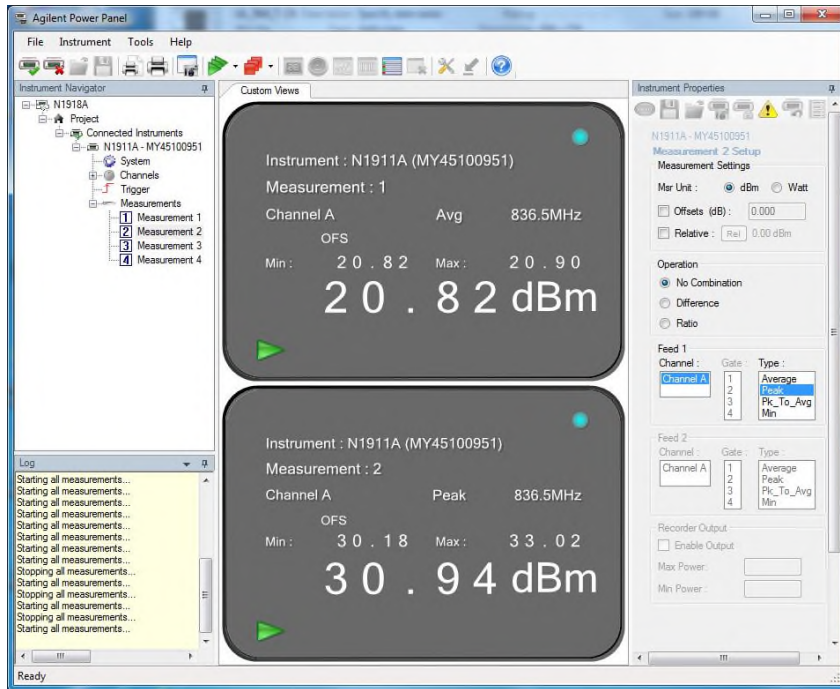 Agilent Power Panel
File Instrument Tools Help
Instrument Navigator
N1918A
Project
Connected Instruments
N1911A - MY45100951
System
Channels
Trigger
Measurements
1 Measurement 1
2 Measurement 2
3 Measurement 3
4 Measurement 4
Log
Starting all measurements...
Starting all measurements...
Starting all measurements...
Starting all measurements...
Starting all measurements...
Starting all measurements...
Starting all measurements...
Starting all measurements...
Stopping all measurements...
Starting all measurements...
Stopping all measurements...
Starting all measurements...
Stopping all measurements...
Starting all measurements...
Ready
Custom Views
Instrument : N1911A (MY45100951)
Measurement : 1
Channel A Avg 836.5MHz
OFS
Min : 20.82 Max : 20.90
20.82 dBm
Instrument : N1911A (MY45100951)
Measurement : 2
Channel A Peak 836.5MHz
OFS
Min : 30.18 Max : 33.02
30.94 dBm
Instrument Properties
N1911A - MY45100951
Measurement 2 Setup
Measurement Settings
Msr Unit : dBm Watt
Offsets (dB) : 0.000
Relative : Rel 0.00 dBm
Operation
No Combination
Difference
Ratio
Feed 1
Channel : Gate : Type :
Channel A 1 Average
2 Peak
3 Pk_To_Avg
4 Min
Feed 2
Channel : Gate : Type :
Channel A 1 Average
2 Peak
3 Pk_To_Avg
4 Min
Recorder Output
Enable Output
Max Power:
Min Power :